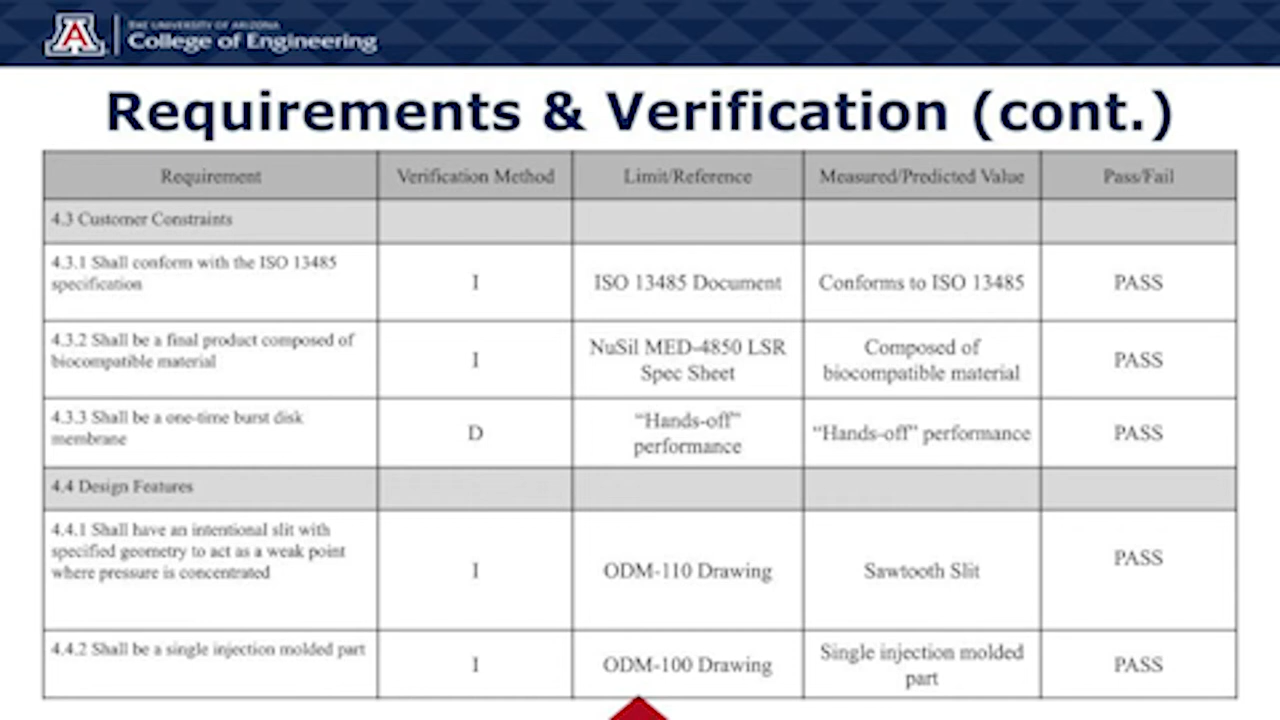 THE UNIVERSITY OF ARIZONA
College of Engineering
Requirements & Verification (cont.)
Requirement Verification Method Limit/Reference Measured/Predicted Value Pass/Fail
4.3 Customer Constraints
4.3.1 Shall conform with the ISO 13485
specification
I
ISO 13485 Document
Conforms to ISO 13485
PASS
4.3.2 Shall be a final product composed of
biocompatible material
I
NuSil MED-4850 LSR
Spec Sheet
Composed of
biocompatible material
PASS
4.3.3 Shall be a one-time burst disk
membrane
D
“Hands-off”
performance
“Hands-off” performance
PASS
4.4 Design Features
4.4.1 Shall have an intentional slit with
specified geometry to act as a weak point
where pressure is concentrated
I
ODM-110 Drawing
Sawtooth Slit
PASS
4.4.2 Shall be a single injection molded part
I
ODM-100 Drawing
Single injection molded
part
PASS